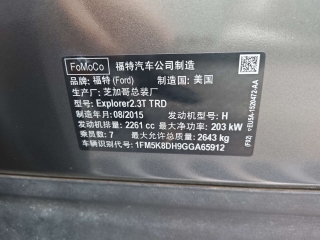 FoMoCo 福特汽车公司制造
品牌: 福特 (Ford) 制造国: 美国
生产厂: 芝加哥总装厂
型号: Explorer2.3T TRD
制造年月: 08/2015 发动机型号: H
发动机排量: 2261 cc 最大净功率: 203 kW
乘员数: 7 最大允许总质量: 2643 kg
车辆识别代号: 1FM5K8DH9GGA65912